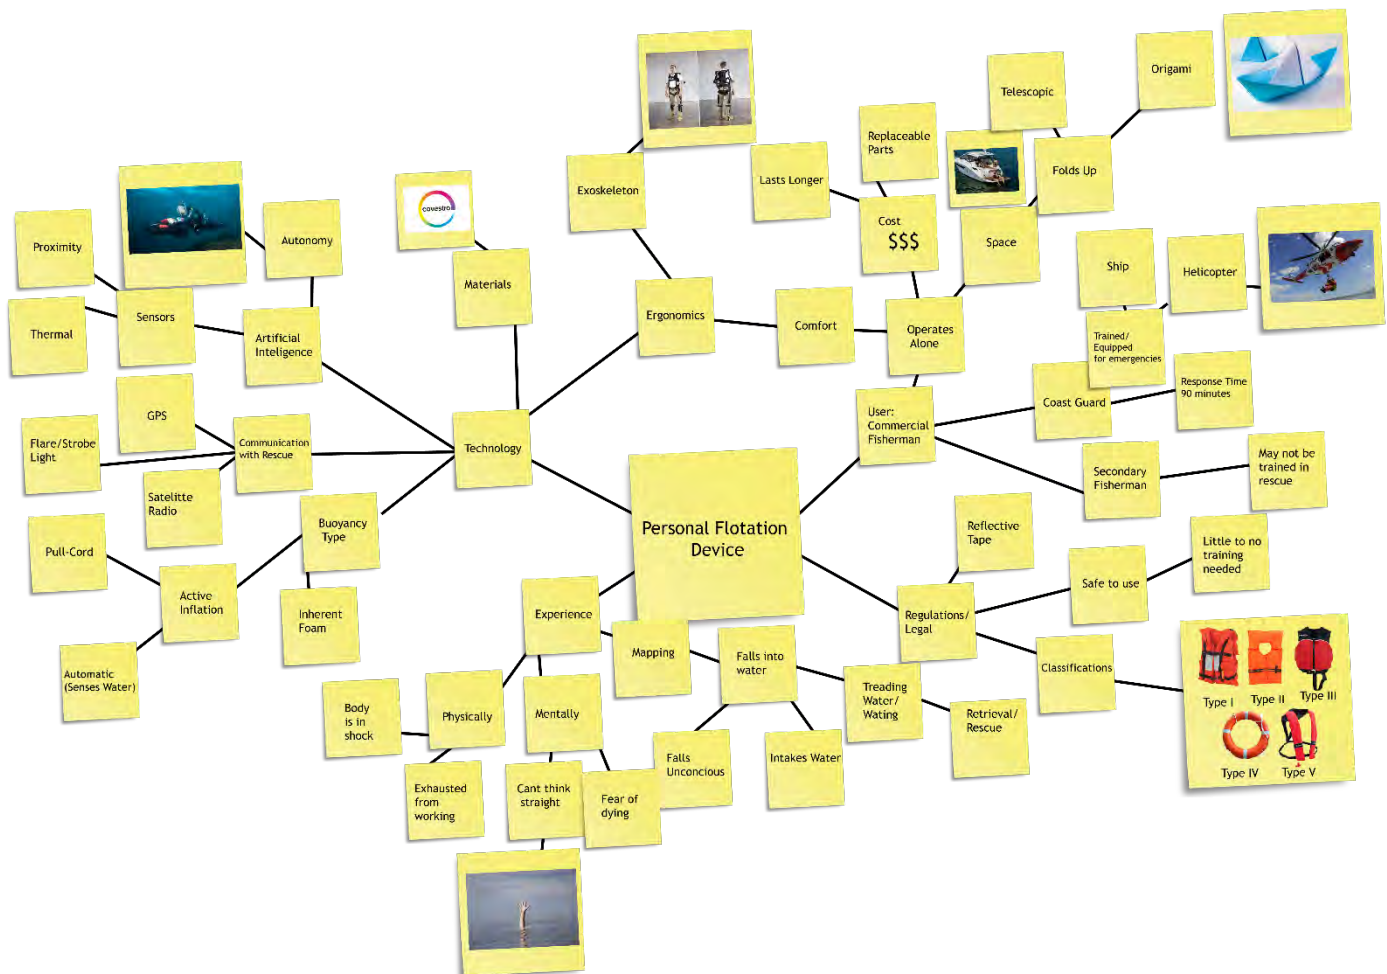 Personal Flotation
Device
Technology
Materials
covestro
Ergonomics
Exoskeleton
Comfort
Artificial
Inteligence
Autonomy
Sensors
Proximity
Thermal
Communication
with Rescue
GPS
Flare/Strobe
Light
Satelitte
Radio
Buoyancy
Type
Inherent
Foam
Active
Inflation
Pull-Cord
Automatic
(Senses Water)
User:
Commercial
Fisherman
Operates
Alone
Cost
$$$
Lasts Longer
Replaceable
Parts
Space
Folds Up
Telescopic
Origami
Coast Guard
Trained/
Equipped
for emergencies
Ship
Helicopter
Response Time
90 minutes
Secondary
Fisherman
May not be
trained in
rescue
Regulations/
Legal
Reflective
Tape
Safe to use
Little to no
training
needed
Classifications
Type I
Type II
Type III
Type IV
Type V
Experience
Physically
Body
is in
shock
Exhausted
from
working
Mentally
Cant think
straight
Fear of
dying
Mapping
Falls into
water
Falls
Unconcious
Intakes Water
Treading
Water/
Wating
Retrieval/
Rescue